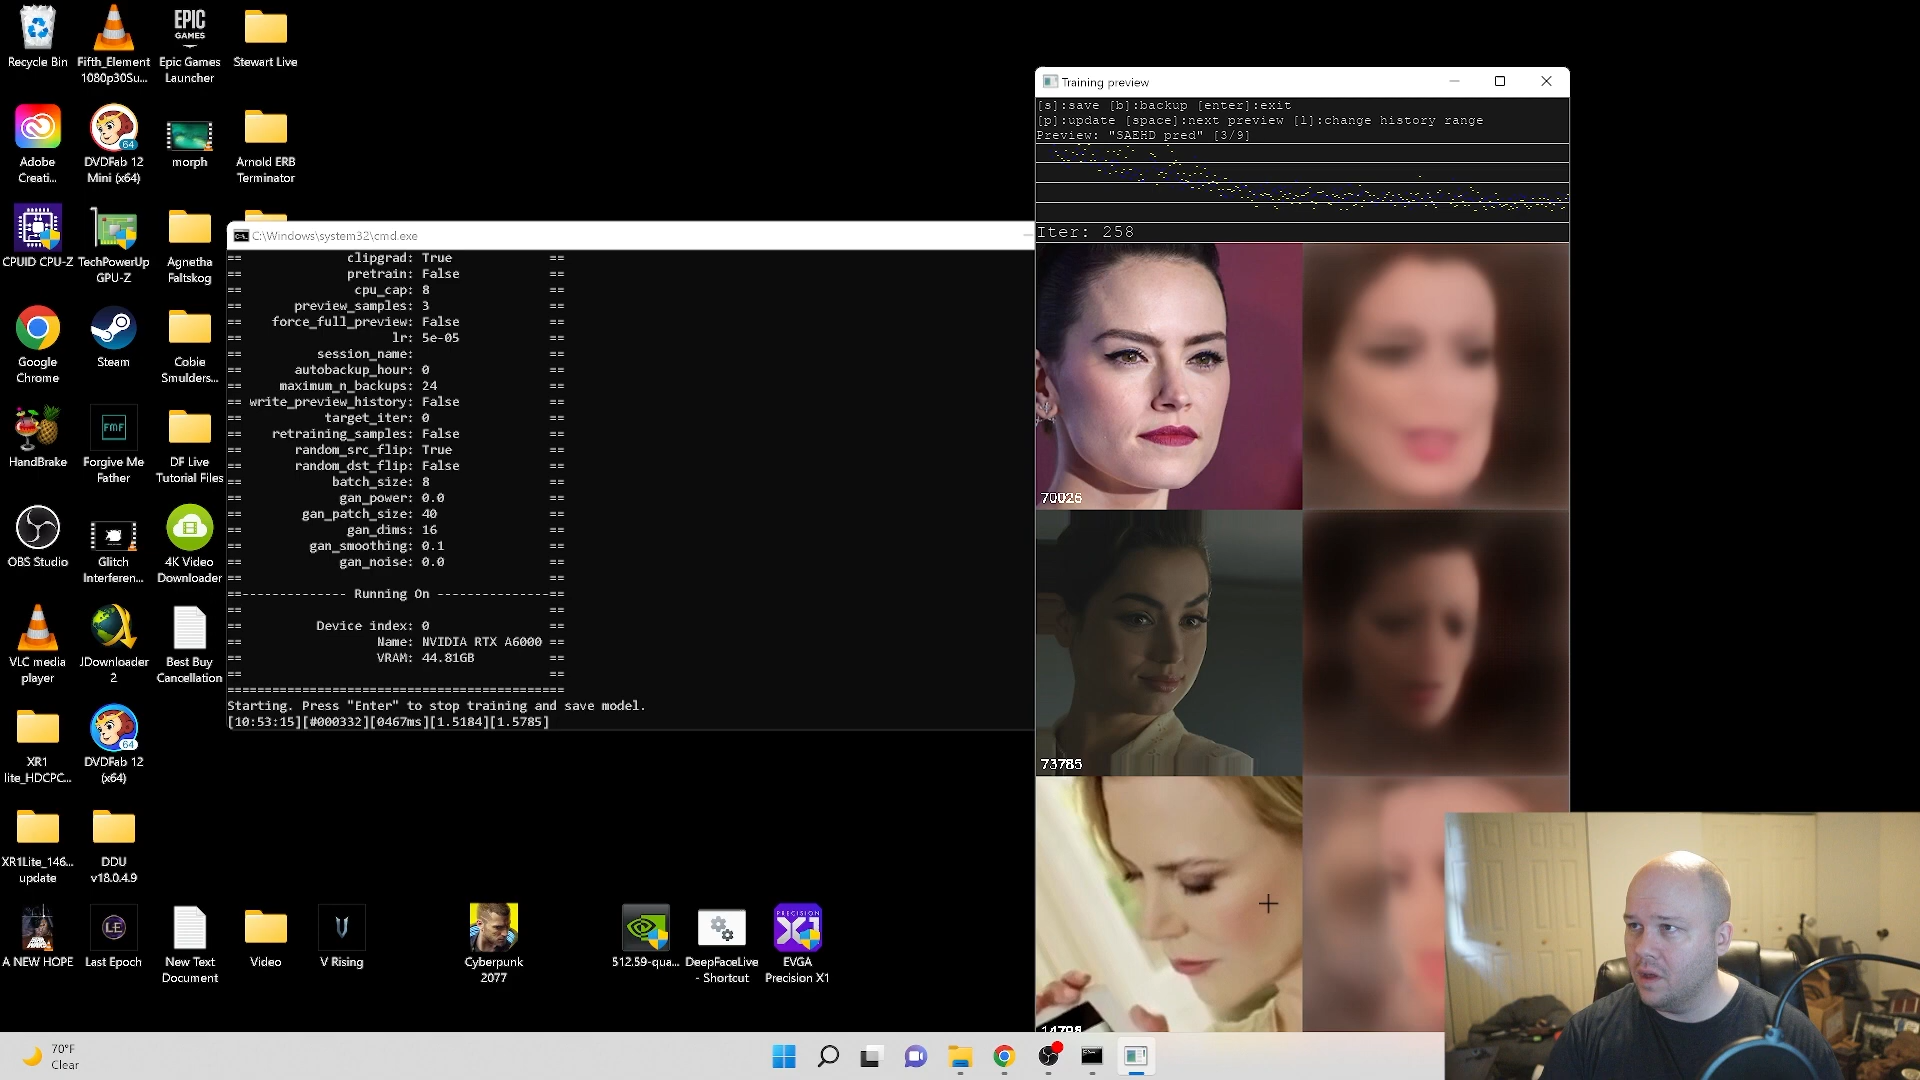 Recycle Bin
Fifth_Element
1080p30Su...
EPIC
GAMES
Epic Games
Launcher
Stewart Live
Adobe
Creati...
64
DVDFab 12
Mini (x64)
morph
Arnold ERB
Terminator
CPUID CPU-Z
TechPowerUp
GPU-Z
Agnetha
Faltskog
Google
Chrome
Steam
Cobie
Smulders...
HandBrake
FMF
Forgive Me
Father
DF Live
Tutorial Files
OBS Studio
Glitch
Interferen...
4K Video
Downloader
VLC media
player
JDownloader
2
Best Buy
Cancellation
XR1
lite_HDCPC...
64
DVDFab 12
(x64)
XR1Lite_146...
update
DDU
v18.0.4.9
A NEW HOPE
LE
Last Epoch
New Text
Document
Video
V Rising
Cyberpunk
2077
512.59-qua...
DeepFaceLive
- Shortcut
PRECISION
X1
EVGA
Precision X1
C:\Windows\system32\cmd.exe
== clipgrad: True ==
== pretrain: False ==
== cpu_cap: 8 ==
== preview_samples: 3 ==
== force_full_preview: False ==
== lr: 5e-05 ==
== session_name: ==
== autobackup_hour: 0 ==
== maximum_n_backups: 24 ==
== write_preview_history: False ==
== target_iter: 0 ==
== retraining_samples: False ==
== random_src_flip: True ==
== random_dst_flip: False ==
== batch_size: 8 ==
== gan_power: 0.0 ==
== gan_patch_size: 40 ==
== gan_dims: 16 ==
== gan_smoothing: 0.1 ==
== gan_noise: 0.0 ==
== ==
==-------------- Running On ---------------==
== ==
== Device index: 0 ==
== Name: NVIDIA RTX A6000 ==
== VRAM: 44.81GB ==
== ==
=============================================
Starting. Press "Enter" to stop training and save model.
[10:53:15][#000332][0467ms][1.5184][1.5785]
Training preview
[s]:save [b]:backup [enter]:exit
[p]:update [space]:next preview [l]:change history range
Preview: "SAEHD pred" [3/9]
Iter: 258
70026
73785
14798
70°F
Clear